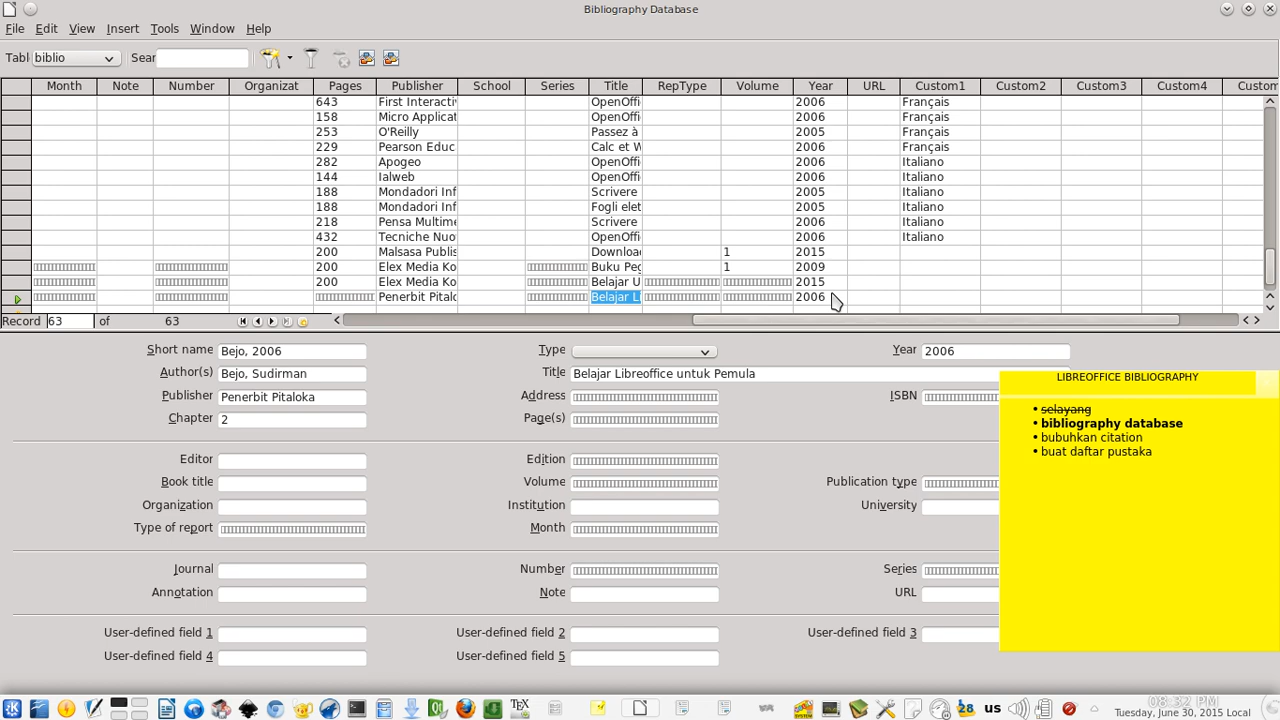 Bibliography Database
File Edit View Insert Tools Window Help
Tabl biblio Sear
Month Note Number Organizat Pages Publisher School Series Title RepType Volume Year URL Custom1 Custom2 Custom3 Custom4 Custom
643 First Interacti OpenOffi 2006 Français
158 Micro Applicat OpenOffi 2006 Français
253 O'Reilly Passez à 2005 Français
229 Pearson Educ Calc et W 2006 Français
282 Apogeo OpenOffi 2006 Italiano
144 Ialweb OpenOffi 2006 Italiano
188 Mondadori Inf Scrivere 2005 Italiano
188 Mondadori Inf Fogli elet 2005 Italiano
218 Pensa Multime Scrivere 2006 Italiano
432 Tecniche Nuo OpenOffi 2006 Italiano
200 Malsasa Publis Downloa 1 2015
200 Elex Media Ko Buku Peg 1 2009
200 Elex Media Ko Belajar U 2015
Penerbit Pitalo Belajar Li 2006
Record 63 of 63
Short name Bejo, 2006 Type Year 2006
Author(s) Bejo, Sudirman Title Belajar Libreoffice untuk Pemula
Publisher Penerbit Pitaloka Address ISBN
Chapter 2 Page(s)
Editor Edition
Book title Volume Publication type
Organization Institution University
Type of report Month
Journal Number Series
Annotation Note URL
User-defined field 1 User-defined field 2 User-defined field 3
User-defined field 4 User-defined field 5
LIBREOFFICE BIBLIOGRAPHY
• selayang
• bibliography database
• bubuhkan citation
• buat daftar pustaka
us
08:32 PM
Tuesday, June 30, 2015 Local